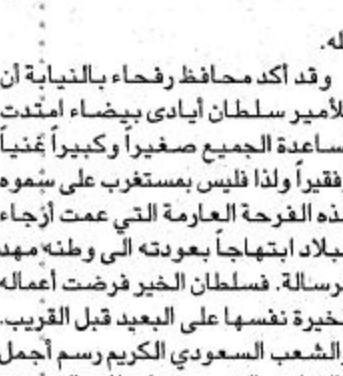 له.
وقد أكد محافظ رفحاء بالنيابة أن
للأمير سلطان أيادى بيضاء امتدت
ساعدة الجميع صغيراً وكبيراً غنياً
فقيراً ولذا فليس بمستغرب على سموه
ذه الفرحة العارمة التي عمت أرجاء
بلاد ابتهاجاً بعودته الى وطنه مهد
رسالة. فسلطان الخير فرضت أعماله
خيرة نفسها على البعيد قبل القريب.
الشعب السعودي الكريم رسم أجمل